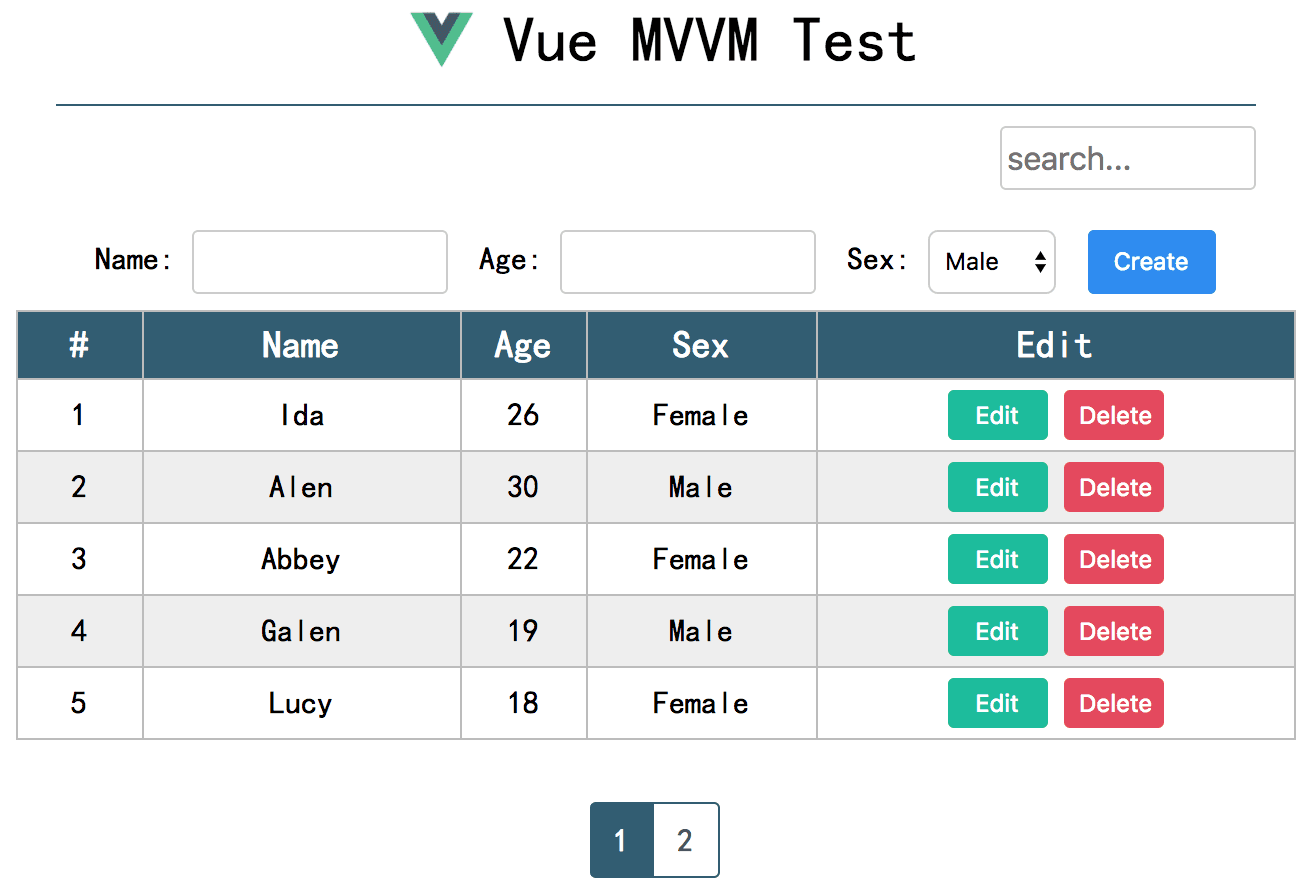 Vue MVVM Test
search...
Name: Age: Sex: Male Create
# Name Age Sex Edit
1 Ida 26 Female Edit Delete
2 Alen 30 Male Edit Delete
3 Abbey 22 Female Edit Delete
4 Galen 19 Male Edit Delete
5 Lucy 18 Female Edit Delete
1 2